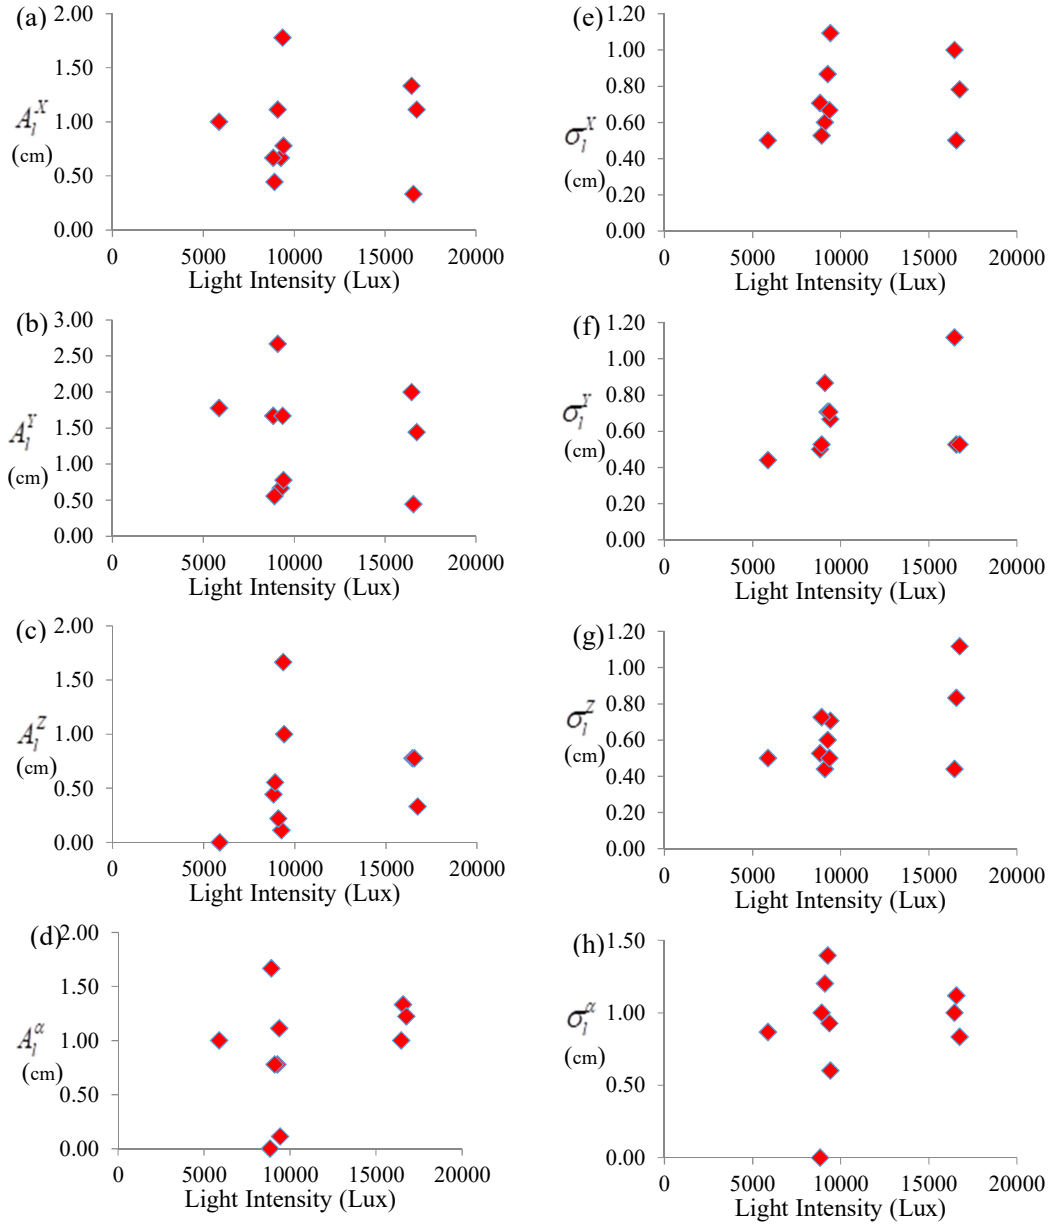 (a)
2.00
1.50
1.00
0.50
0.00
A_l^X
(cm)
0 5000 10000 15000 20000
Light Intensity (Lux)
(e)
1.20
1.00
0.80
0.60
0.40
0.20
0.00
σ_l^X
(cm)
0 5000 10000 15000 20000
Light Intensity (Lux)
(b)
3.00
2.50
2.00
1.50
1.00
0.50
0.00
A_l^Y
(cm)
0 5000 10000 15000 20000
Light Intensity (Lux)
(f)
1.20
1.00
0.80
0.60
0.40
0.20
0.00
σ_l^Y
(cm)
0 5000 10000 15000 20000
Light Intensity (Lux)
(c)
2.00
1.50
1.00
0.50
0.00
A_l^Z
(cm)
0 5000 10000 15000 20000
Light Intensity (Lux)
(g)
1.20
1.00
0.80
0.60
0.40
0.20
0.00
σ_l^Z
(cm)
0 5000 10000 15000 20000
Light Intensity (Lux)
(d)
2.00
1.50
1.00
0.50
0.00
A_l^α
(cm)
0 5000 10000 15000 20000
Light Intensity (Lux)
(h)
1.50
1.00
0.50
0.00
σ_l^α
(cm)
0 5000 10000 15000 20000
Light Intensity (Lux)